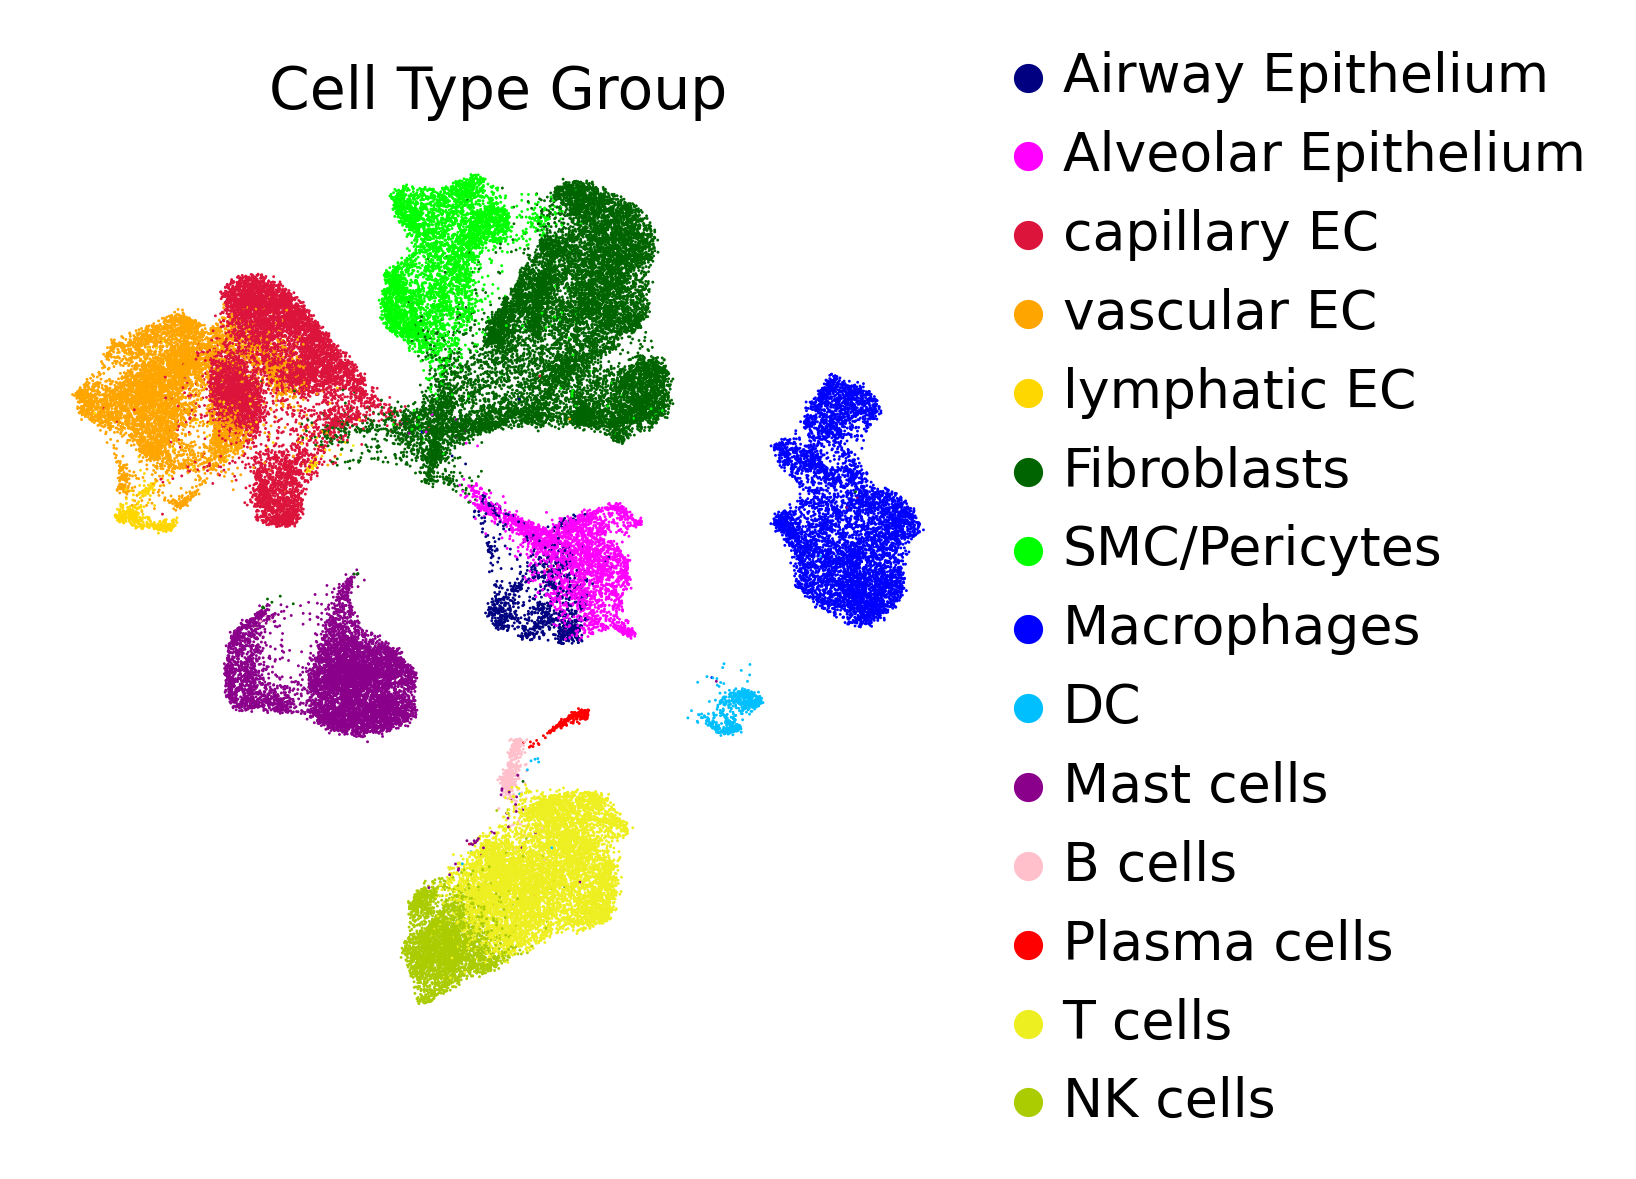 Cell Type Group
Airway Epithelium
Alveolar Epithelium
capillary EC
vascular EC
lymphatic EC
Fibroblasts
SMC/Pericytes
Macrophages
DC
Mast cells
B cells
Plasma cells
T cells
NK cells